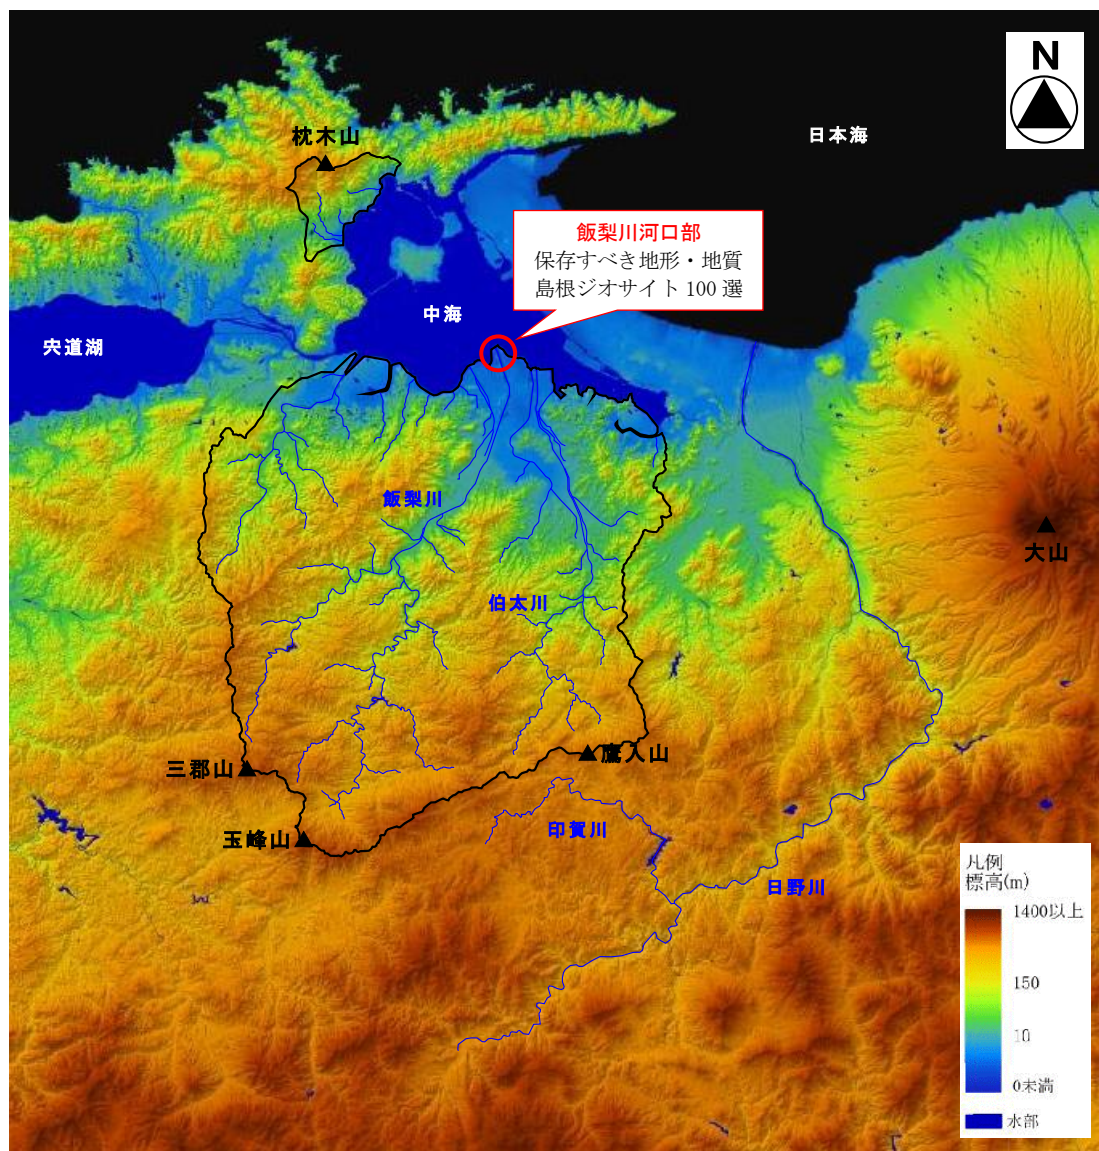 N
枕木山
日本海
飯梨川河口部
保存すべき地形・地質
島根ジオサイト 100 選
中海
宍道湖
飯梨川
大山
伯太川
鷹入山
三郡山
玉峰山
印賀川
日野川
凡例
標高(m)
1400以上
150
10
0未満
水部